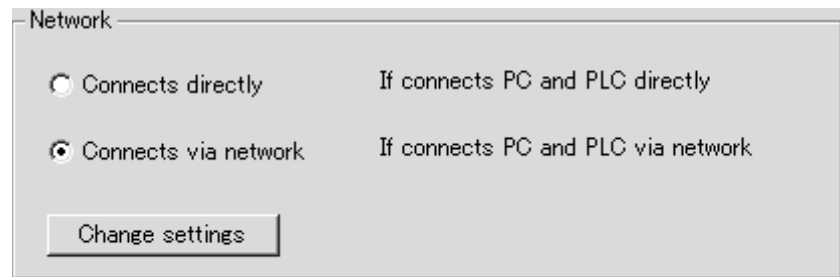 Network
Connects directly If connects PC and PLC directly
Connects via network If connects PC and PLC via network
Change settings